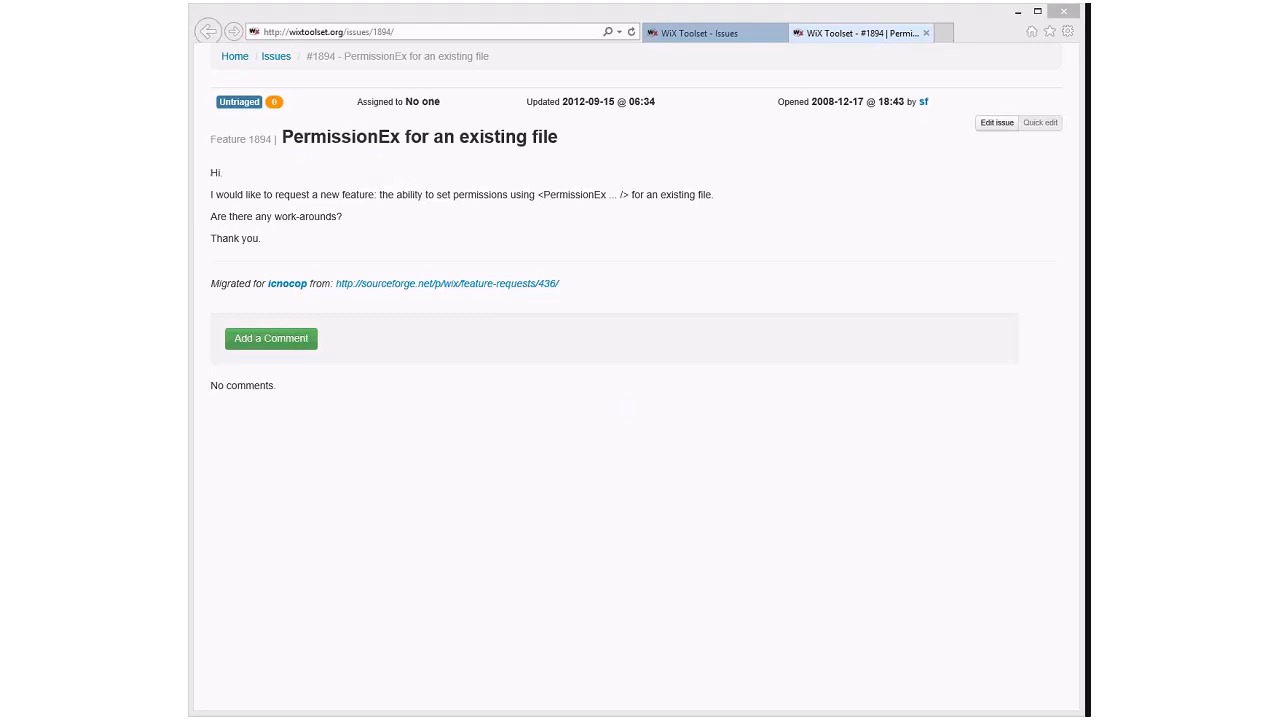 http://wixtoolset.org/issues/1894/
WiX Toolset - Issues
WiX Toolset - #1894 | Permi...
Home / Issues / #1894 - PermissionEx for an existing file
Untriaged 0 Assigned to No one Updated 2012-09-15 @ 06:34 Opened 2008-12-17 @ 18:43 by sf
Edit issue Quick edit
Feature 1894 | PermissionEx for an existing file
Hi.
I would like to request a new feature: the ability to set permissions using <PermissionEx ... /> for an existing file.
Are there any work-arounds?
Thank you.
Migrated for icnocop from: http://sourceforge.net/p/wix/feature-requests/436/
Add a Comment
No comments.